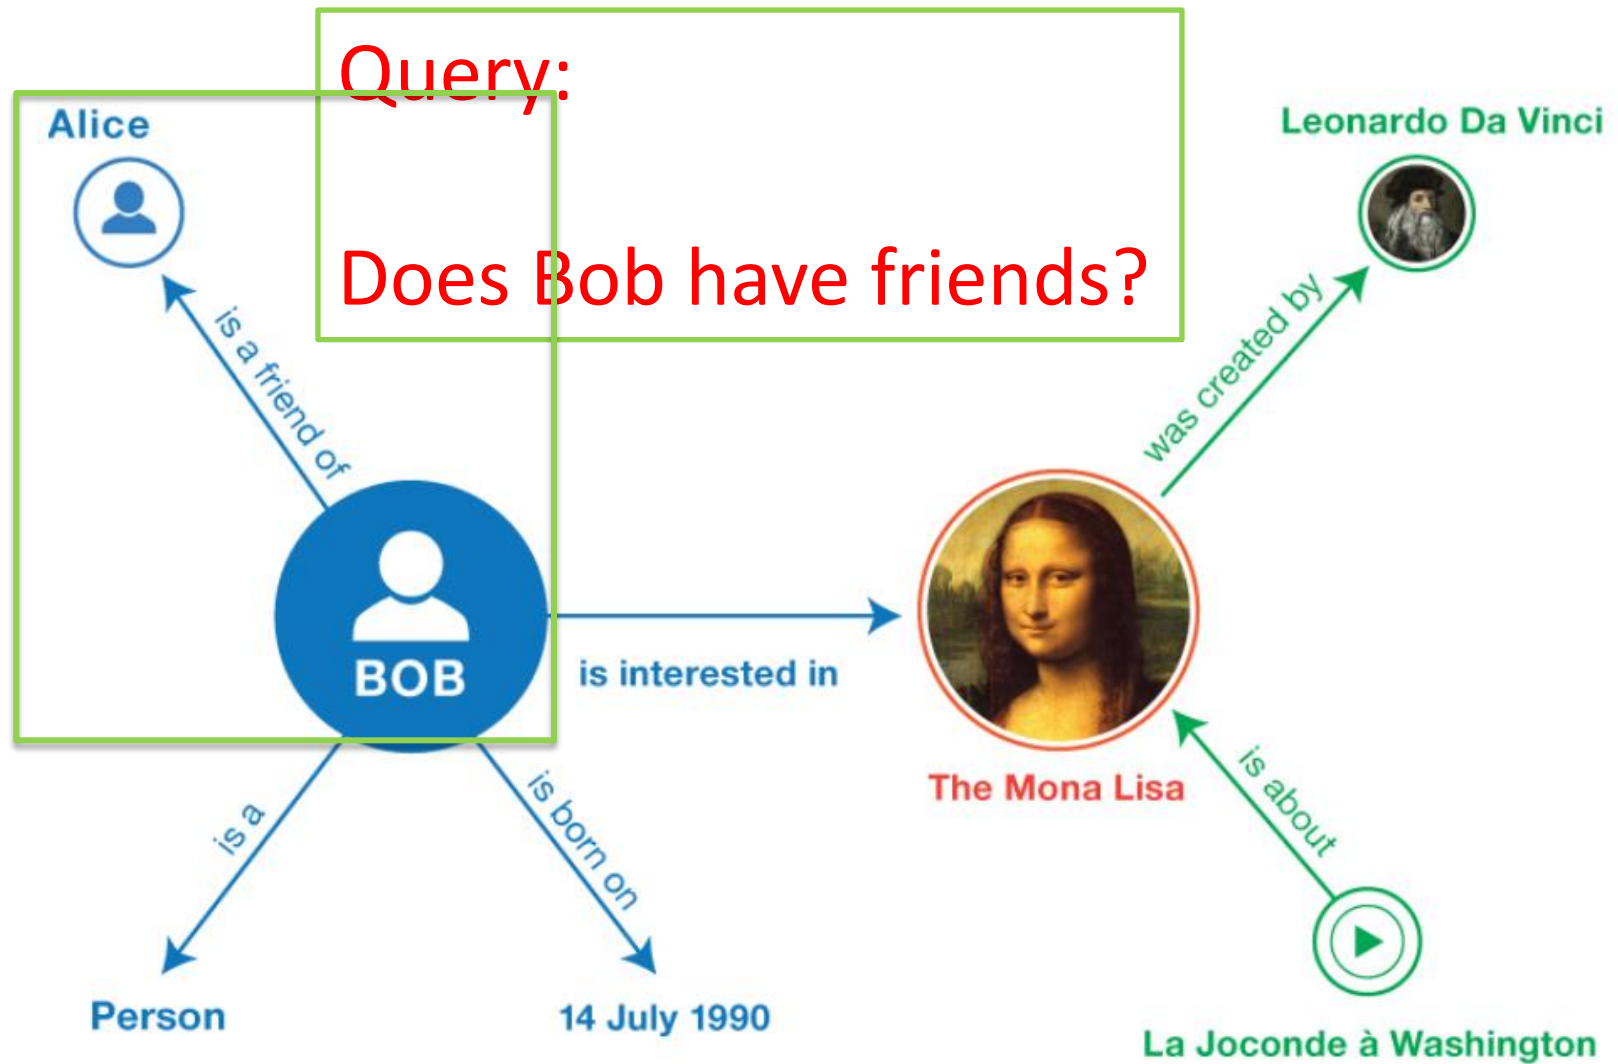 Query:
Does Bob have friends?
Alice
Leonardo Da Vinci
is a friend of
was created by
BOB
is interested in
The Mona Lisa
is a
is born on
is about
Person
14 July 1990
La Joconde à Washington